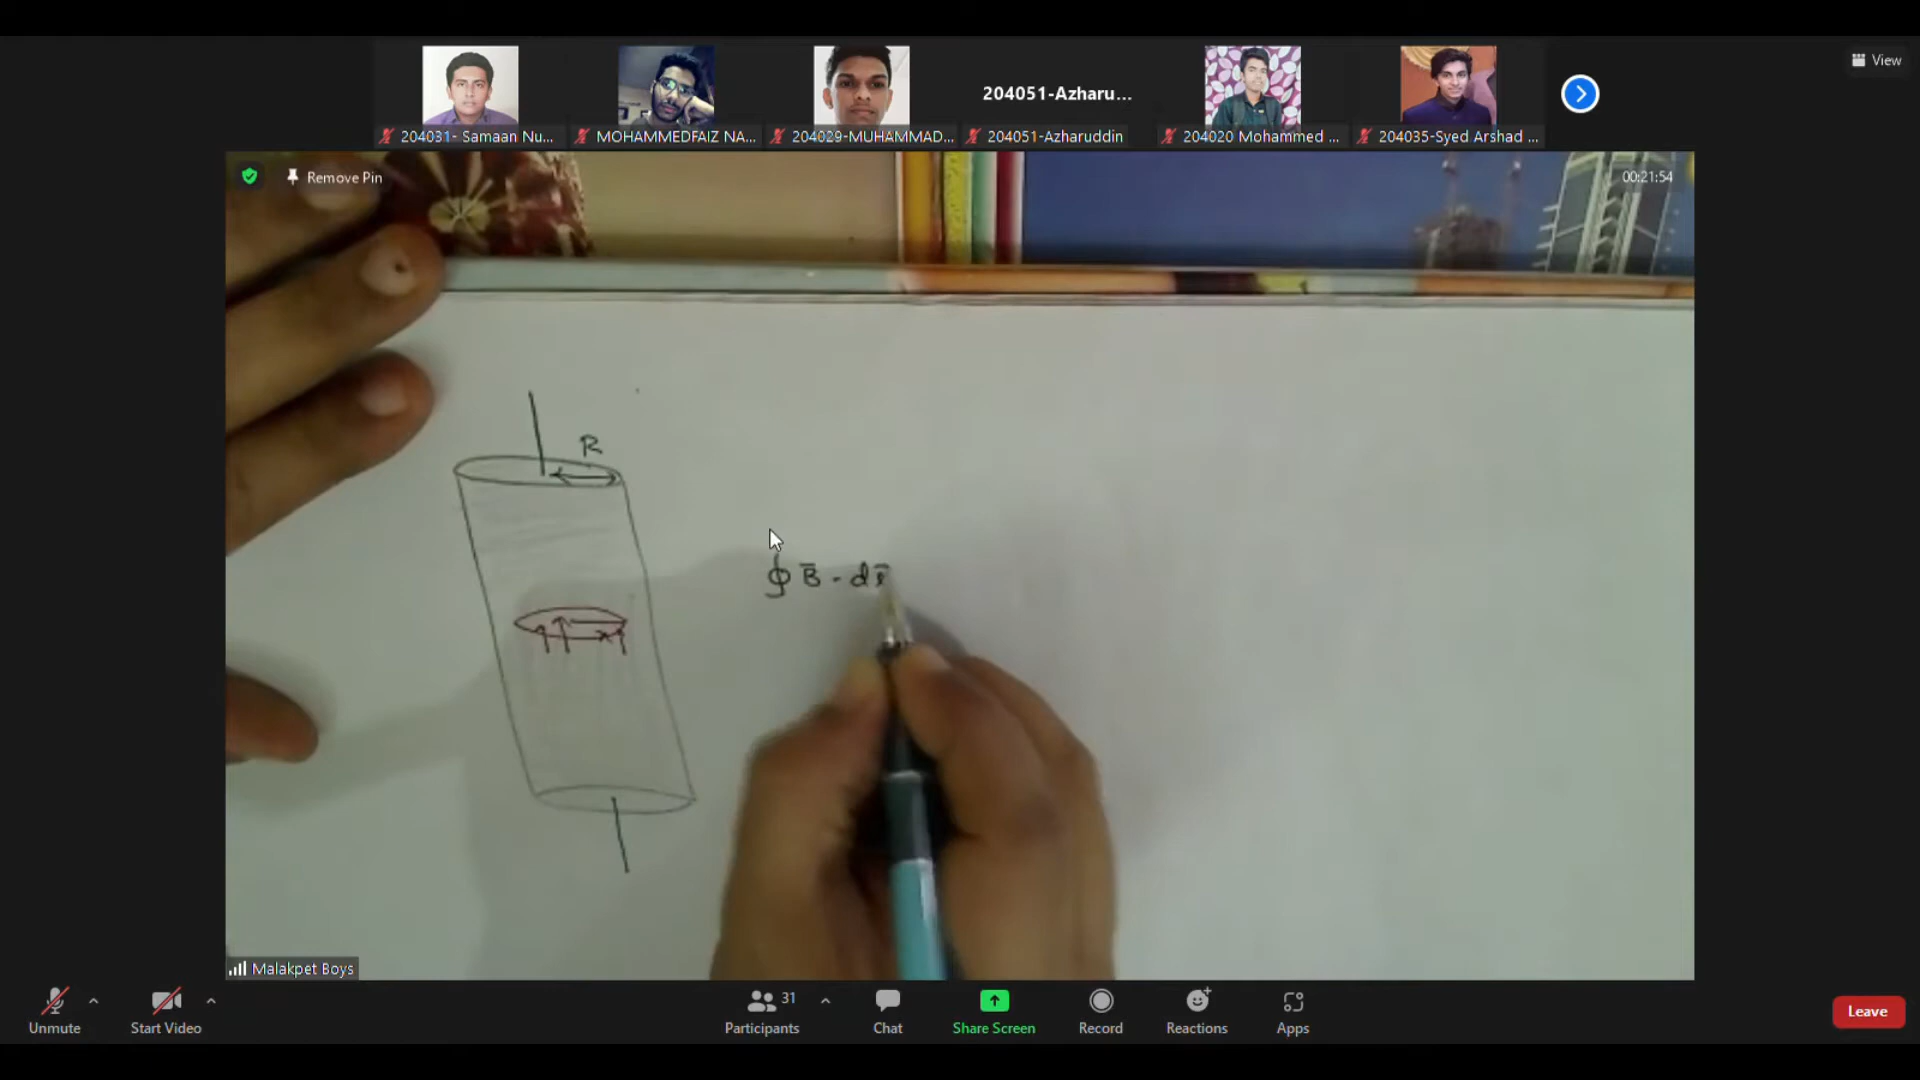 View
204051-Azharu...
204031- Samaan Nu...
MOHAMMEDFAIZ NA...
204029-MUHAMMAD...
204051-Azharuddin
204020 Mohammed ...
204035-Syed Arshad ...
Remove Pin
00:21:54
R
∮ B̅ · dl̅
Malakpet Boys
Unmute
Start Video
31
Participants
Chat
Share Screen
Record
Reactions
Apps
Leave